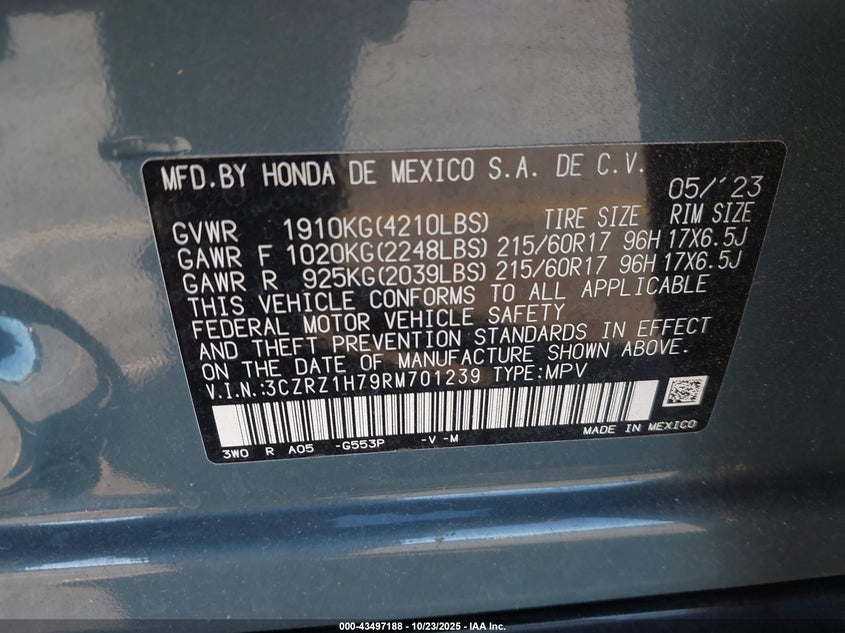 MFD.BY HONDA DE MEXICO S.A. DE C.V.
05/'23
GVWR 1910KG(4210LBS) TIRE SIZE RIM SIZE
GAWR F 1020KG(2248LBS) 215/60R17 96H 17X6.5J
GAWR R 925KG(2039LBS) 215/60R17 96H 17X6.5J
THIS VEHICLE CONFORMS TO ALL APPLICABLE
FEDERAL MOTOR VEHICLE SAFETY
AND THEFT PREVENTION STANDARDS IN EFFECT
ON THE DATE OF MANUFACTURE SHOWN ABOVE.
V.I.N.:3CZRZ1H79RM701239 TYPE:MPV
3W0 R A05 -G553P -V -M MADE IN MEXICO
000-43497188 - 10/23/2025 - IAA Inc.